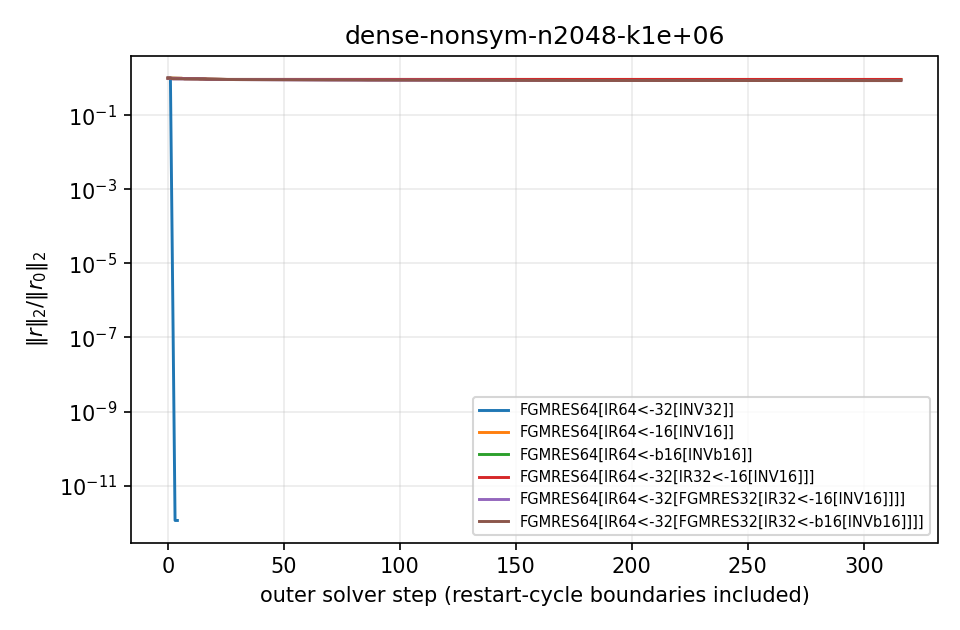 dense-nonsym-n2048-k1e+06
‖r‖₂/‖r₀‖₂
10⁻¹
10⁻³
10⁻⁵
10⁻⁷
10⁻⁹
10⁻¹¹
FGMRES64[IR64<-32[INV32]]
FGMRES64[IR64<-16[INV16]]
FGMRES64[IR64<-b16[INVb16]]
FGMRES64[IR64<-32[IR32<-16[INV16]]]
FGMRES64[IR64<-32[FGMRES32[IR32<-16[INV16]]]]
FGMRES64[IR64<-32[FGMRES32[IR32<-b16[INVb16]]]]
0 50 100 150 200 250 300
outer solver step (restart-cycle boundaries included)